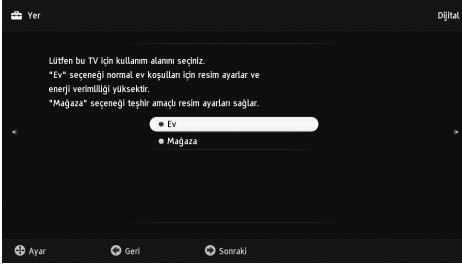 Yer
Dijital
Lütfen bu TV için kullanım alanını seçiniz.
"Ev" seçeneği normal ev koşulları için resim ayarlar ve
enerji verimliliği yüksektir.
"Mağaza" seçeneği teşhir amaçlı resim ayarları sağlar.
Ev
Mağaza
Ayar Geri Sonraki